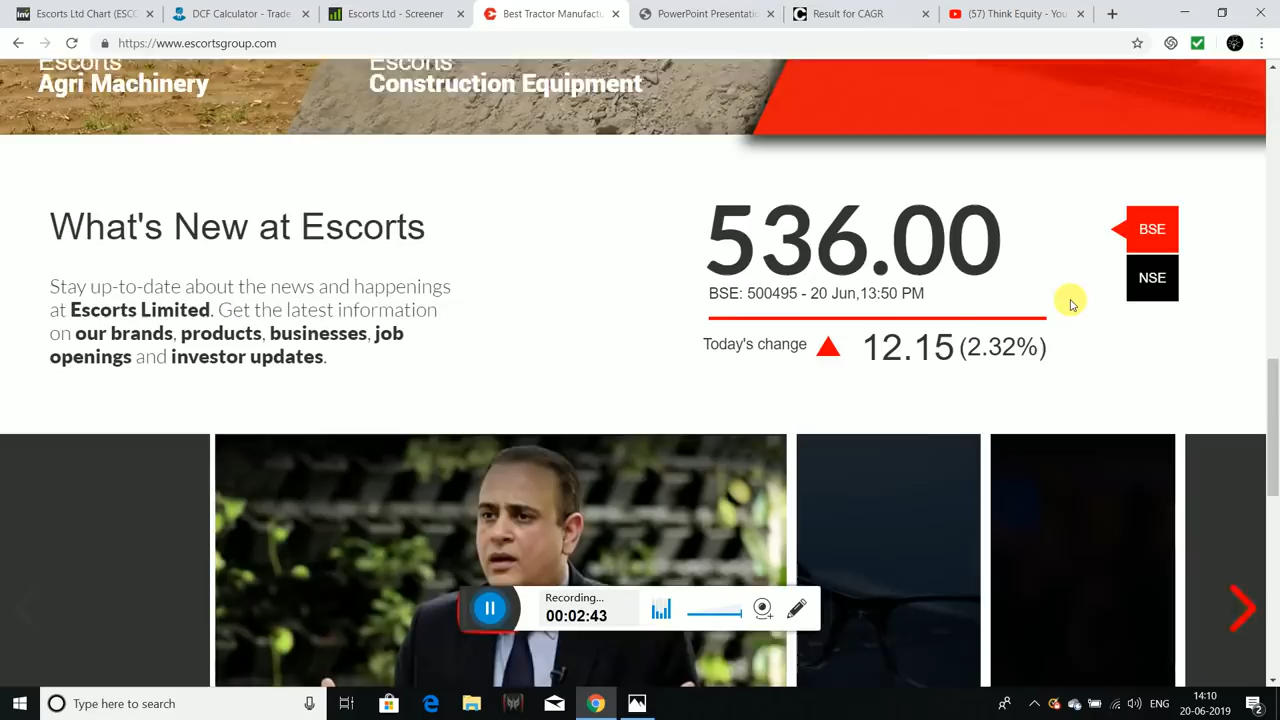 Escorts Ltd Chart (ESC
DCF Calculator - Trade
Escorts Ltd - Screener
Best Tractor Manufactu
PowerPoint Presentatio
Result for CAGR
(57) Think Equity - You
https://www.escortsgroup.com
Escorts
Agri Machinery
Escorts
Construction Equipment
What's New at Escorts
Stay up-to-date about the news and happenings
at Escorts Limited. Get the latest information
on our brands, products, businesses, job
openings and investor updates.
536.00
BSE: 500495 - 20 Jun,13:50 PM
Today's change
12.15 (2.32%)
BSE
NSE
Recording...
00:02:43
Type here to search
ENG
14:10
20-06-2019
2